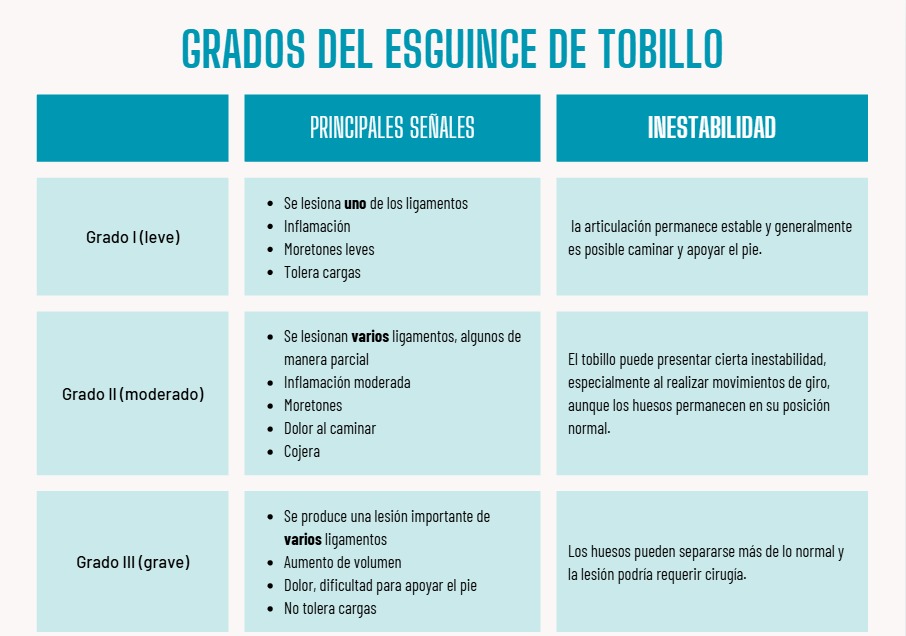 GRADOS DEL ESGUINCE DE TOBILLO
PRINCIPALES SEÑALES
INESTABILIDAD
Grado I (leve)
• Se lesiona uno de los ligamentos
• Inflamación
• Moretones leves
• Tolera cargas
la articulación permanece estable y generalmente
es posible caminar y apoyar el pie.
Grado II (moderado)
• Se lesionan varios ligamentos, algunos de
manera parcial
• Inflamación moderada
• Moretones
• Dolor al caminar
• Cojera
El tobillo puede presentar cierta inestabilidad,
especialmente al realizar movimientos de giro,
aunque los huesos permanecen en su posición
normal.
Grado III (grave)
• Se produce una lesión importante de
varios ligamentos
• Aumento de volumen
• Dolor, dificultad para apoyar el pie
• No tolera cargas
Los huesos pueden separarse más de lo normal y
la lesión podría requerir cirugía.